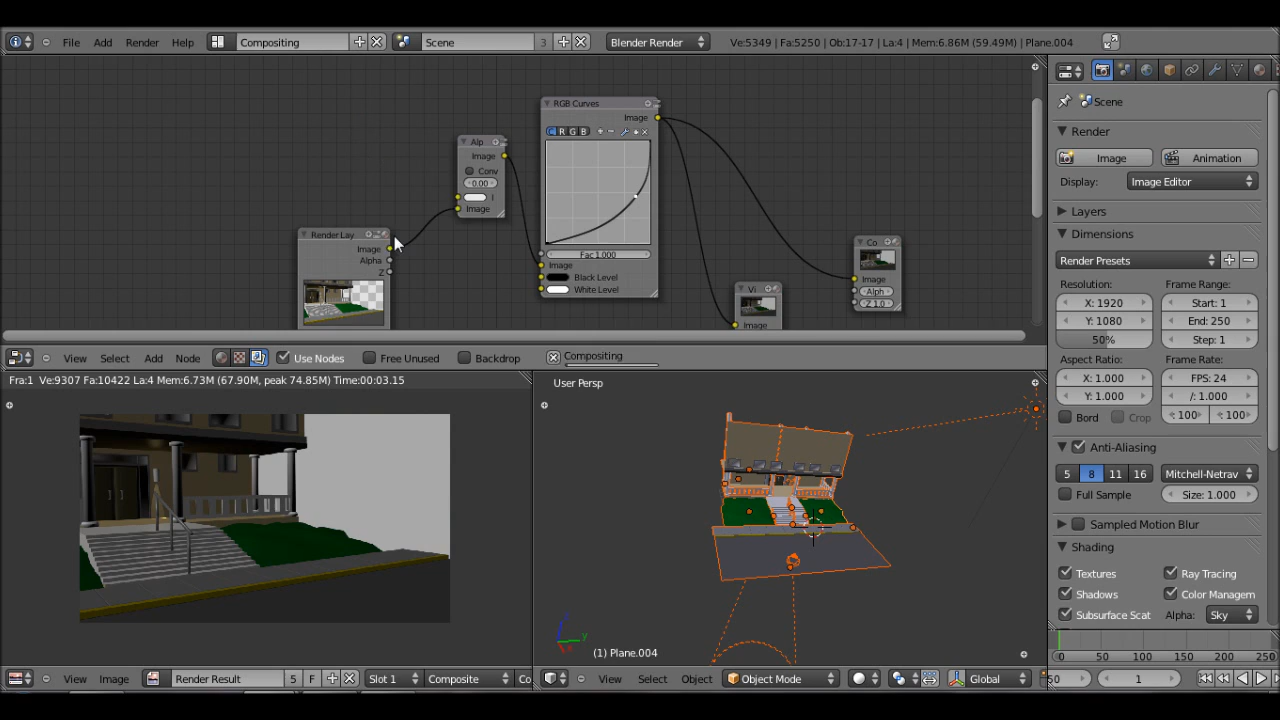 File Add Render Help Compositing Scene 3 Blender Render Ve:5349 | Fa:5250 | Ob:17-17 | La:4 | Mem:6.86M (59.49M) | Plane.004
RGB Curves
Image
C R G B
Alp
Image
Conv
0.00
Image
Render Lay
Image
Alpha
Z
Fac 1.000
Image
Black Level
White Level
Vi
Image
Co
Image
Alph
Z 1.0
View Select Add Node Use Nodes Free Unused Backdrop Compositing
Fra:1 Ve:9307 Fa:10422 La:4 Mem:6.73M (67.90M, peak 74.85M) Time:00:03.15
User Persp
(1) Plane.004
View Image Render Result 5 F Slot 1 Composite Co
View Select Object Object Mode Global
Scene
Render
Image Animation
Display: Image Editor
Layers
Dimensions
Render Presets
Resolution: Frame Range:
X: 1920 Start: 1
Y: 1080 End: 250
50% Step: 1
Aspect Ratio: Frame Rate:
X: 1.000 FPS: 24
Y: 1.000 /: 1.000
Bord Crop 100 100
Anti-Aliasing
5 8 11 16 Mitchell-Netrav
Full Sample Size: 1.000
Sampled Motion Blur
Shading
Textures Ray Tracing
Shadows Color Managem
Subsurface Scat Alpha: Sky
0 50 100 150 200 250
50 1